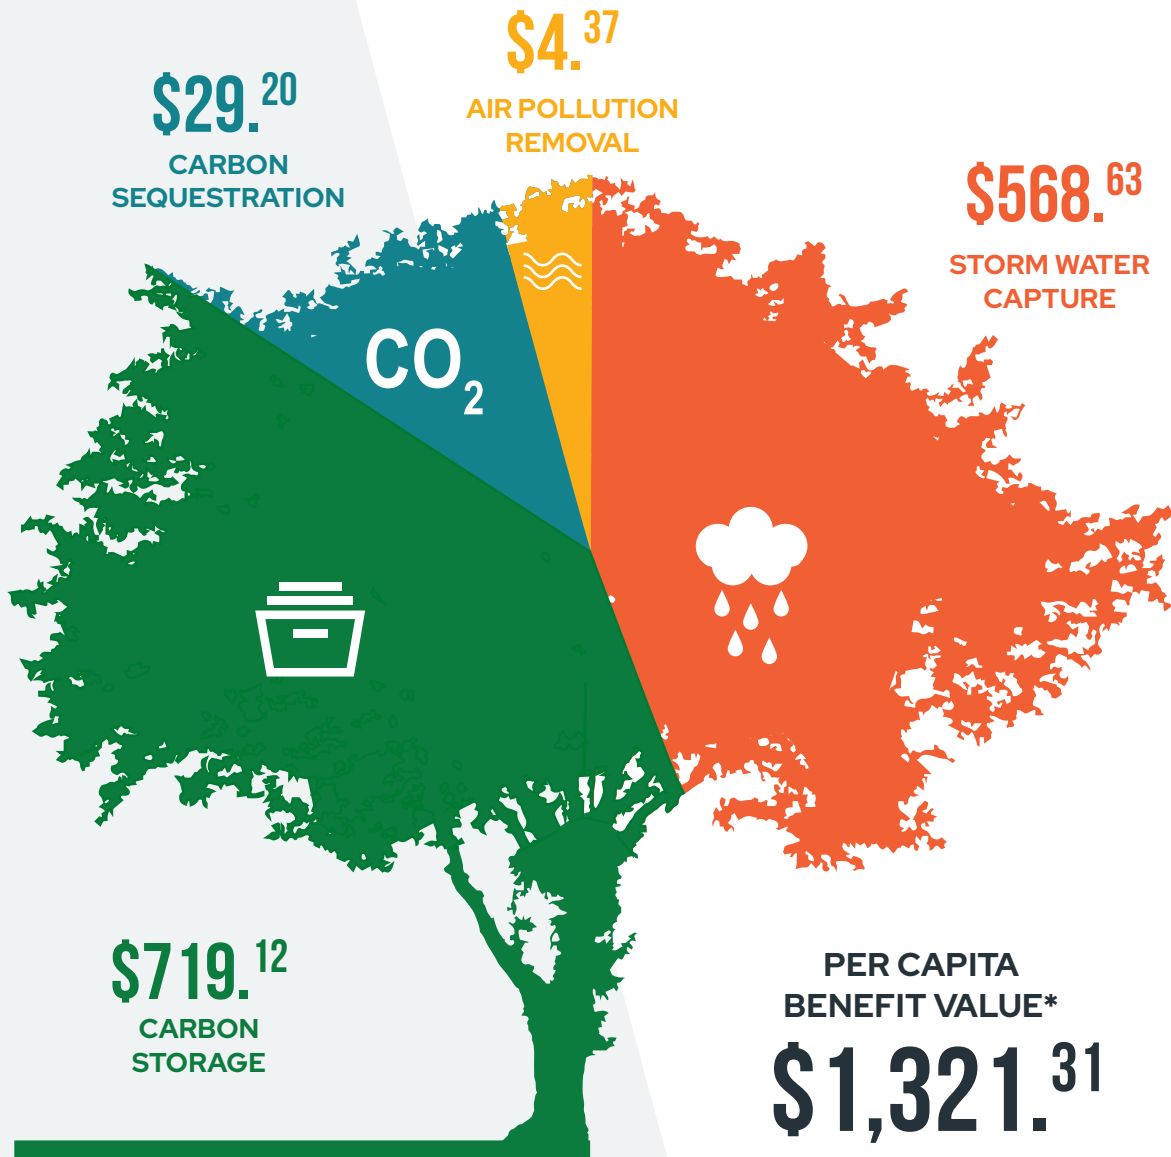 $4.37
AIR POLLUTION
REMOVAL
$29.20
CARBON
SEQUESTRATION
$568.63
STORM WATER
CAPTURE
CO2
$719.12
CARBON
STORAGE
PER CAPITA
BENEFIT VALUE*
$1,321.31